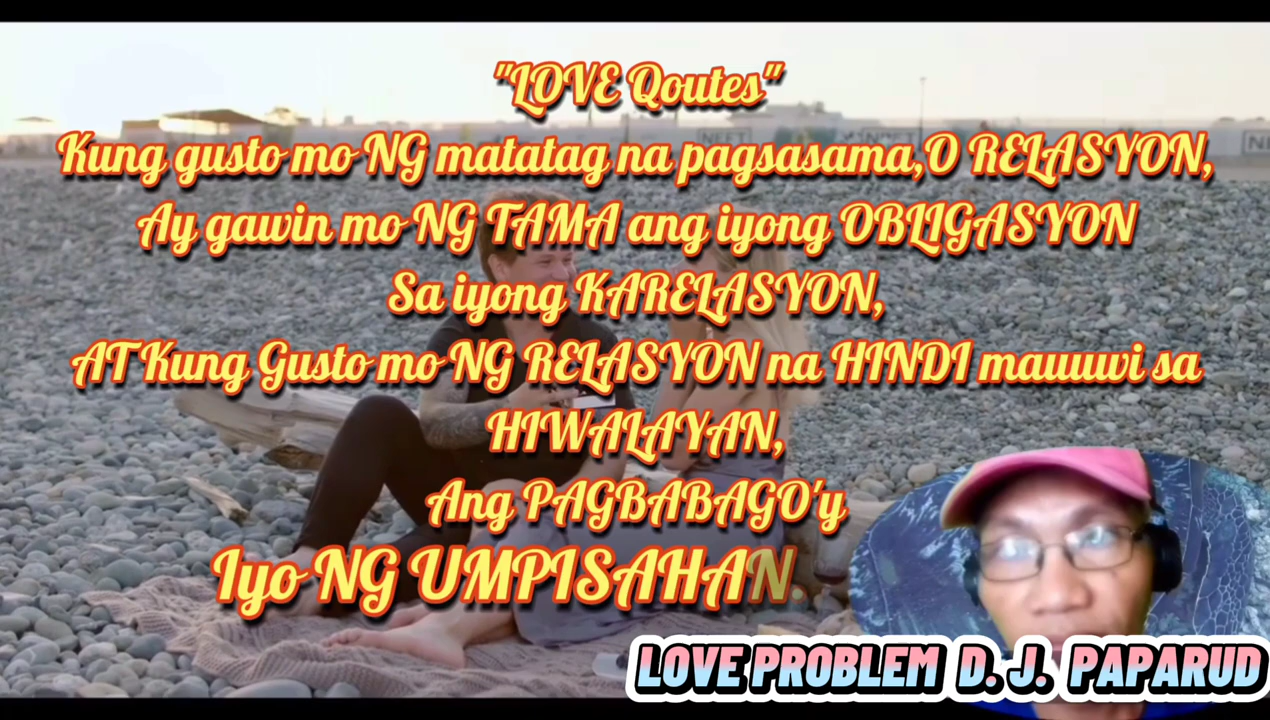 "LOVE Qoutes"
Kung gusto mo NG matatag na pagsasama,O RELASYON,
Ay gawin mo NG TAMA ang iyong OBLIGASYON
Sa iyong KARELASYON,
AT Kung Gusto mo NG RELASYON na HINDI mauuwi sa
HIWALAYAN,
Ang PAGBABAGO'y
Iyo NG UMPISAHAN.
LOVE PROBLEM D. J. PAPARUD